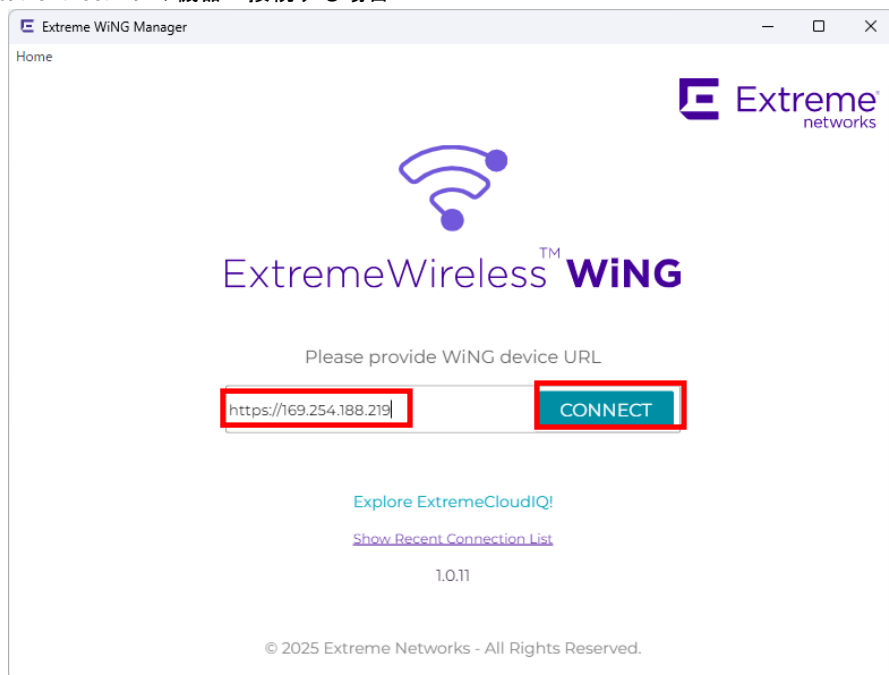 Extreme WiNG Manager
Home
Extreme
networks
ExtremeWireless™ WiNG
Please provide WiNG device URL
https://169.254.188.219
CONNECT
Explore ExtremeCloudIQ!
Show Recent Connection List
1.0.11
© 2025 Extreme Networks - All Rights Reserved.